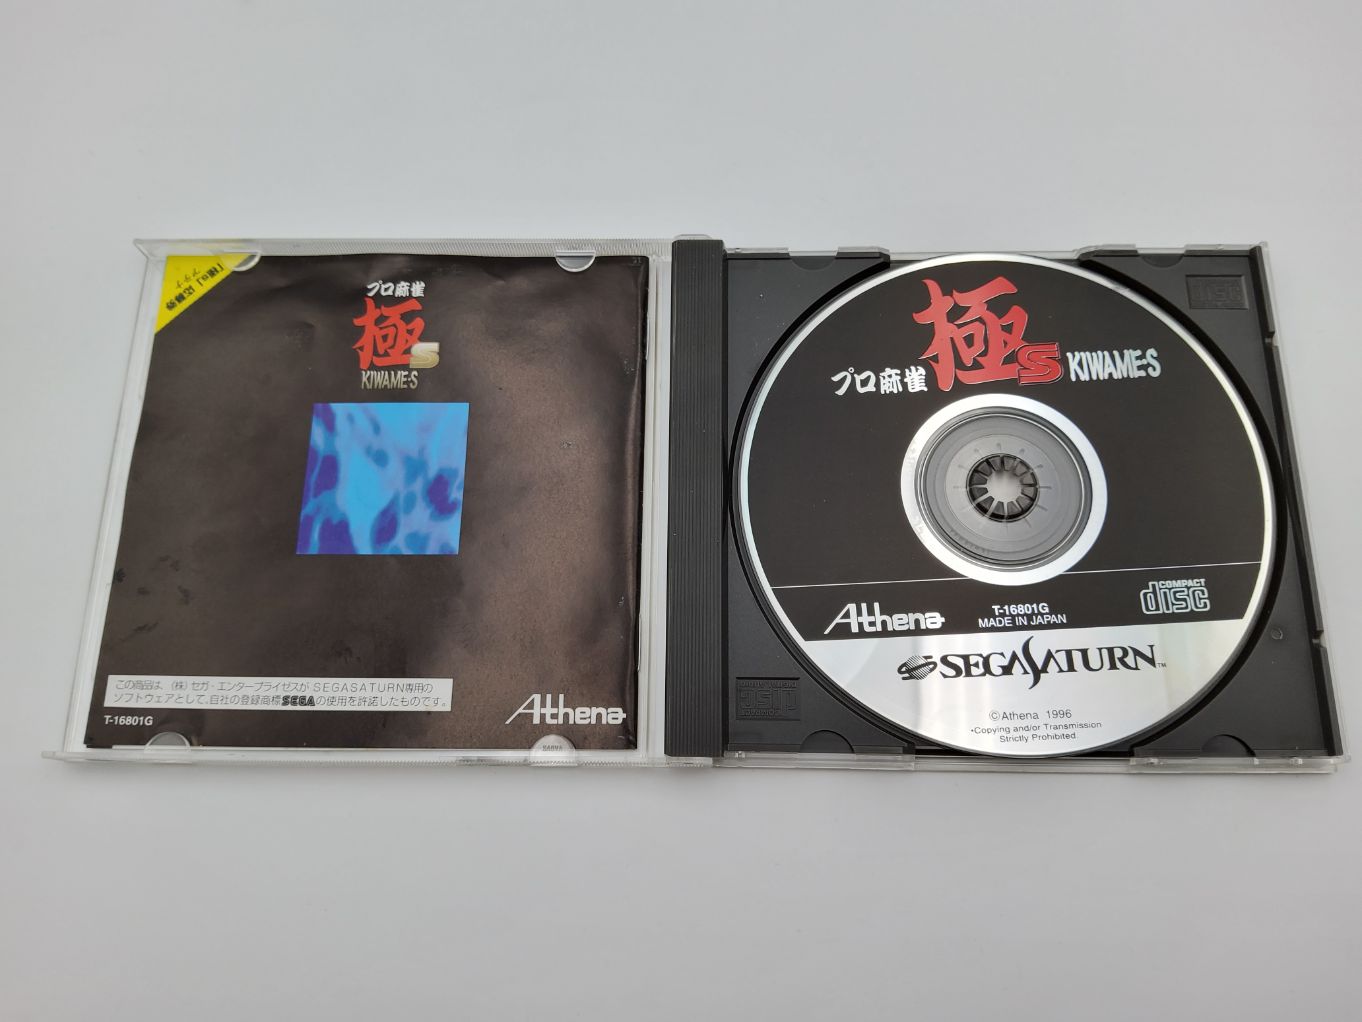 プロ麻雀
極S
KIWAME-S
この商品は、(株)セガ・エンタープライゼスがSEGASATURN専用の
ソフトウェアとして、自社の登録商標SEGAの使用を許諾したものです。
T-16801G
Athena
プロ麻雀 極S KIWAME-S
Athena
T-16801G
MADE IN JAPAN
COMPACT
disc
SEGASATURN™
©Athena 1996
•Copying and/or Transmission
Strictly Prohibited.